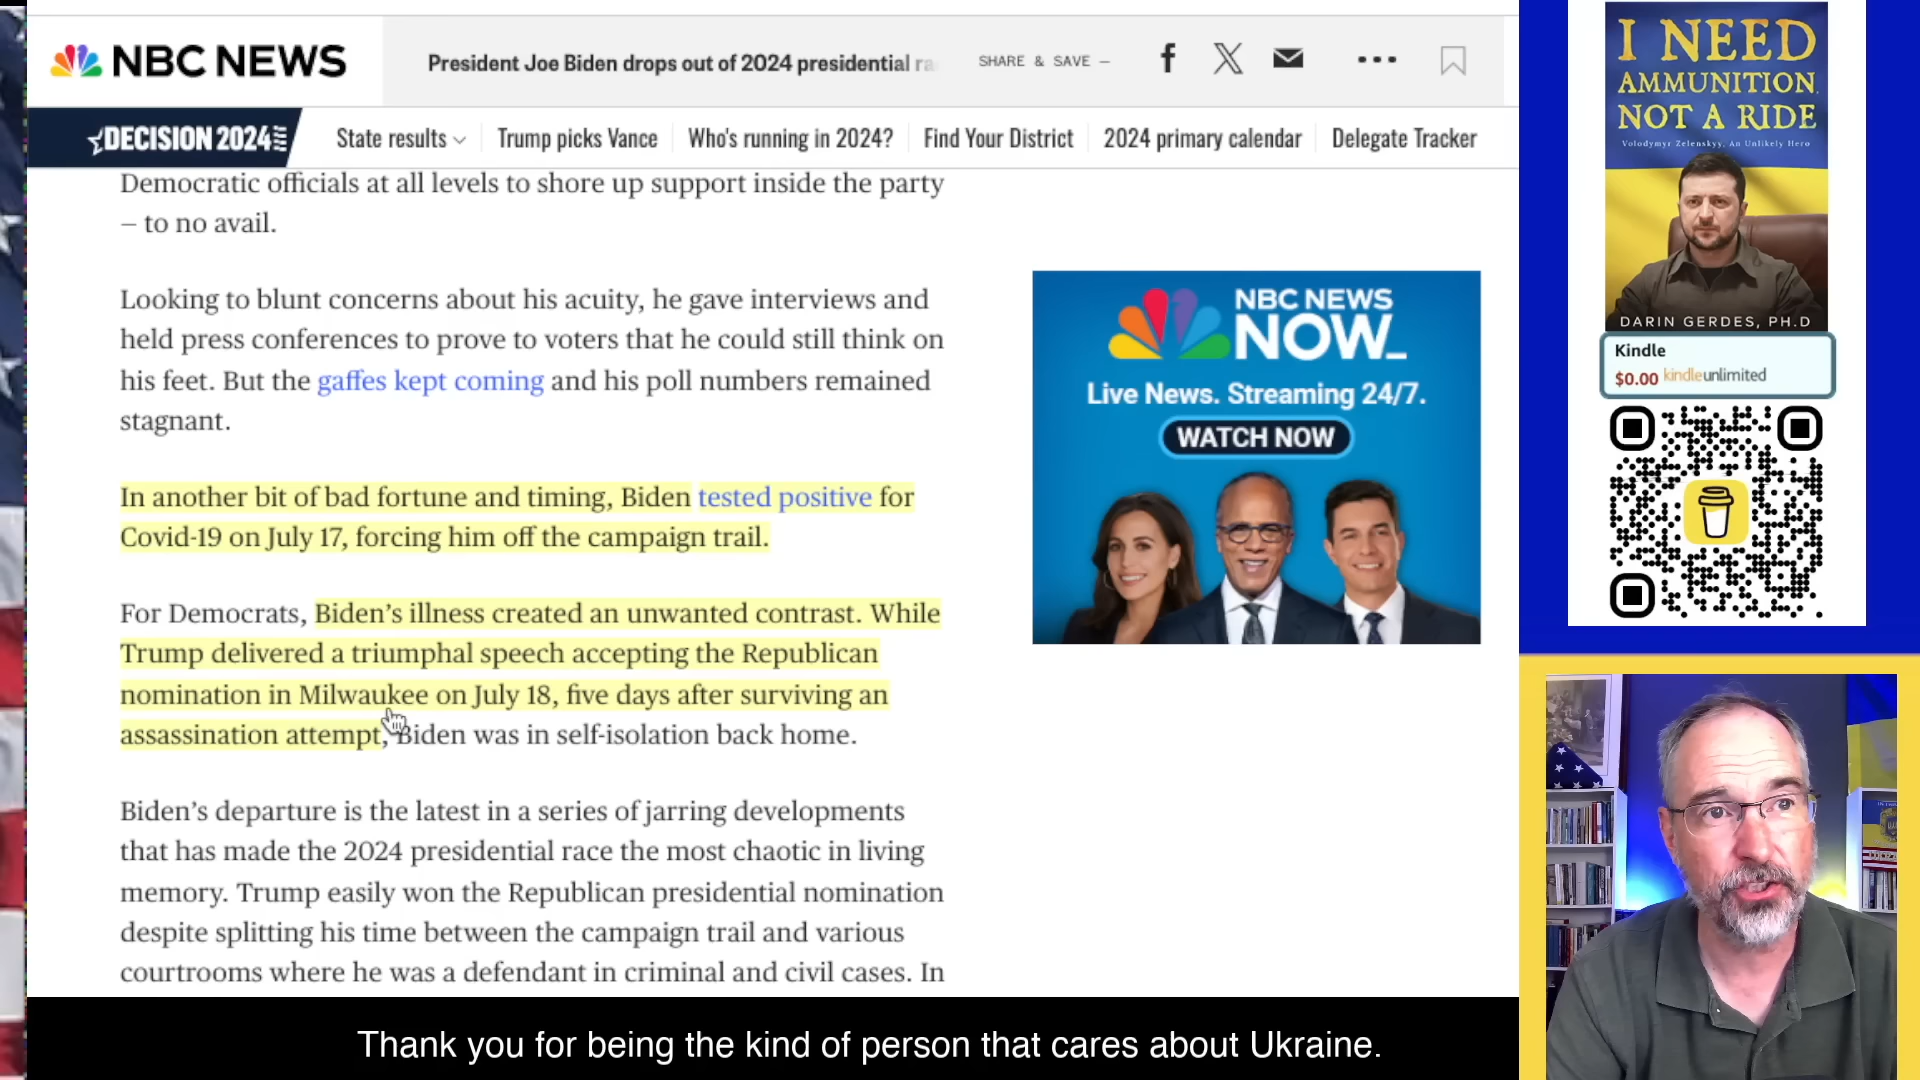 NBC NEWS
President Joe Biden drops out of 2024 presidential ra
SHARE & SAVE —
DECISION 2024
State results
Trump picks Vance
Who's running in 2024?
Find Your District
2024 primary calendar
Delegate Tracker
Democratic officials at all levels to shore up support inside the party
– to no avail.
Looking to blunt concerns about his acuity, he gave interviews and
held press conferences to prove to voters that he could still think on
his feet. But the gaffes kept coming and his poll numbers remained
stagnant.
In another bit of bad fortune and timing, Biden tested positive for
Covid-19 on July 17, forcing him off the campaign trail.
For Democrats, Biden’s illness created an unwanted contrast. While
Trump delivered a triumphal speech accepting the Republican
nomination in Milwaukee on July 18, five days after surviving an
assassination attempt, Biden was in self-isolation back home.
Biden’s departure is the latest in a series of jarring developments
that has made the 2024 presidential race the most chaotic in living
memory. Trump easily won the Republican presidential nomination
despite splitting his time between the campaign trail and various
courtrooms where he was a defendant in criminal and civil cases. In
NBC NEWS
NOW_
Live News. Streaming 24/7.
WATCH NOW
I NEED
AMMUNITION,
NOT A RIDE
Volodymyr Zelenskyy, An Unlikely Hero
DARIN GERDES, PH.D
Kindle
$0.00 kindleunlimited
Thank you for being the kind of person that cares about Ukraine.